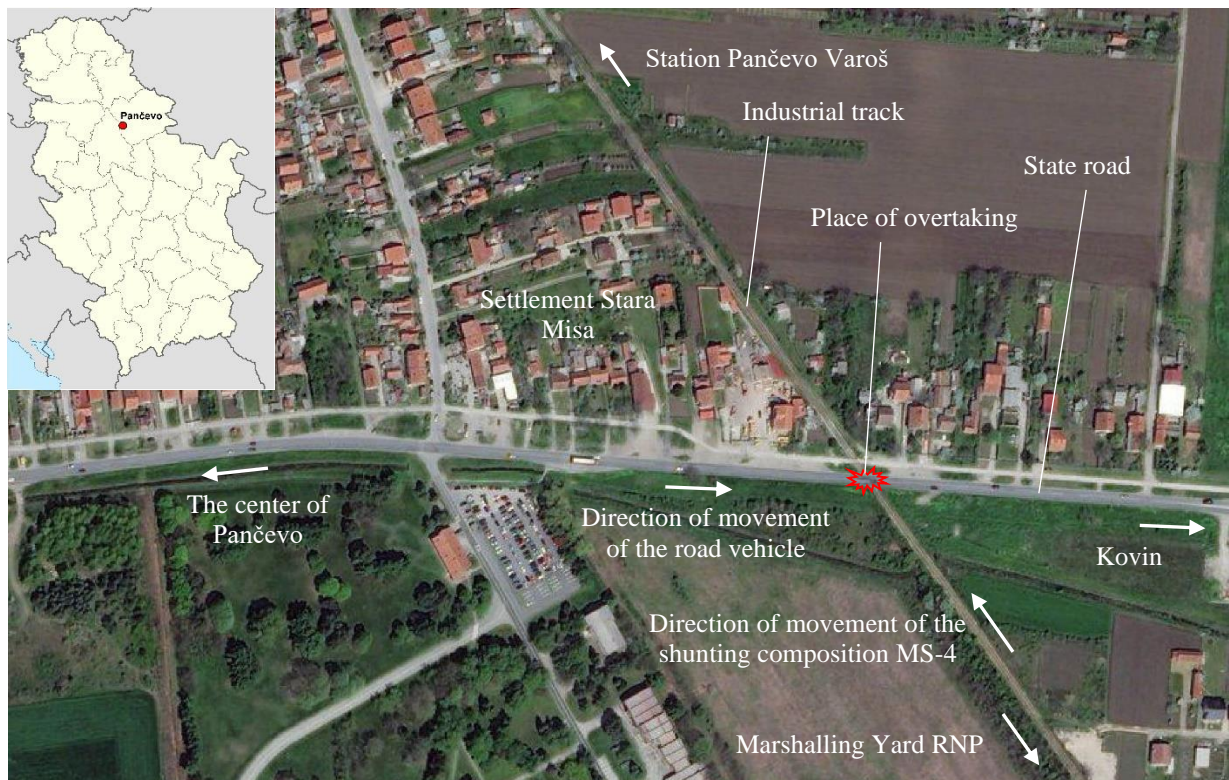 Pančevo
Station Pančevo Varoš
Industrial track
State road
Place of overtaking
Settlement Stara
Misa
The center of
Pančevo
Direction of movement
of the road vehicle
Kovin
Direction of movement of the
shunting composition MS-4
Marshalling Yard RNP